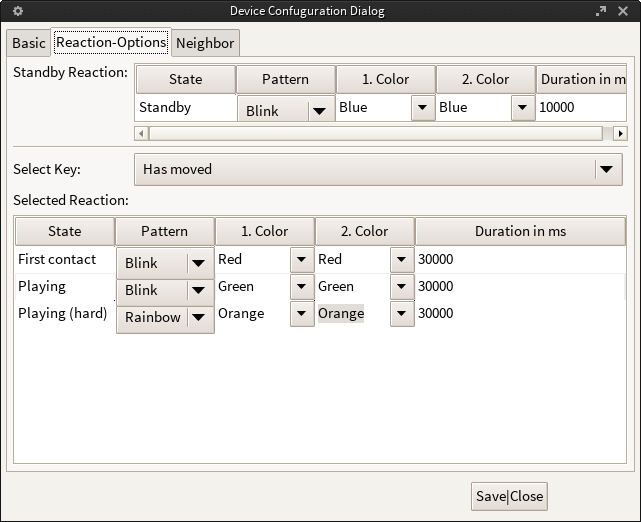 Device Confuguration Dialog
Basic Reaction-Options Neighbor
Standby Reaction:
State Pattern 1. Color 2. Color Duration in m
Standby Blink Blue Blue 10000
Select Key: Has moved
Selected Reaction:
State Pattern 1. Color 2. Color Duration in ms
First contact Blink Red Red 30000
Playing Blink Green Green 30000
Playing (hard) Rainbow Orange Orange 30000
Save|Close